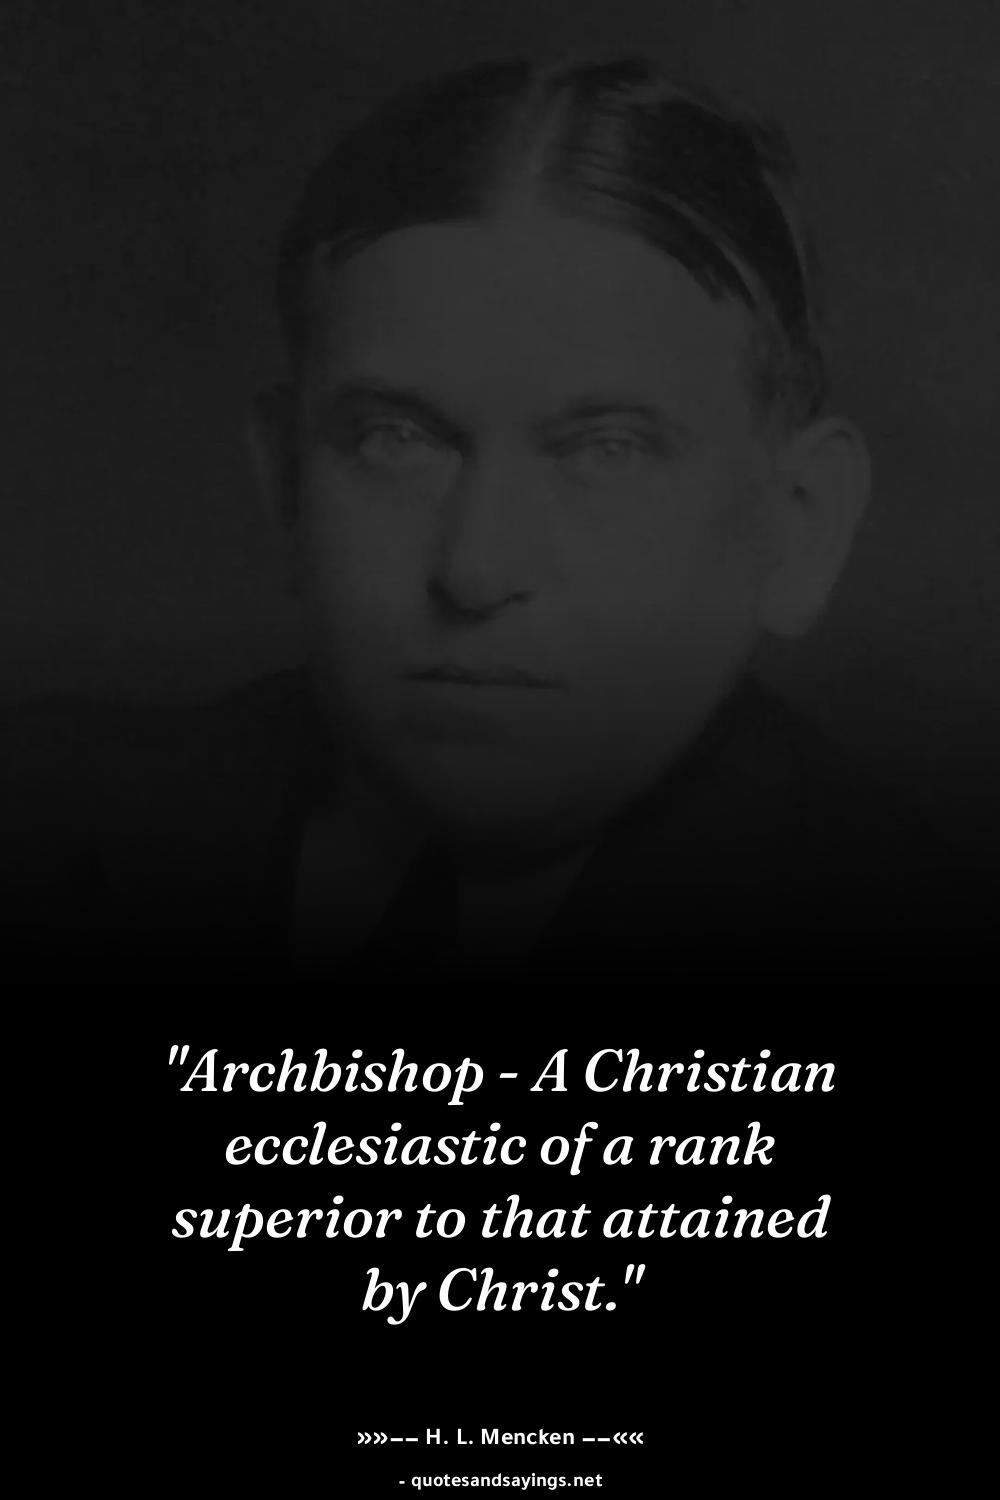 "Archbishop - A Christian
ecclesiastic of a rank
superior to that attained
by Christ."
»»−− H. L. Mencken −−««
- quotesandsayings.net